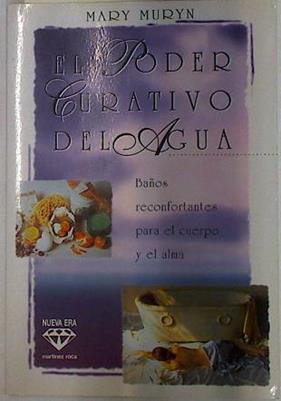 MARY MURYN
EL PODER
CURATIVO
DEL AGUA
Baños
reconfortantes
para el cuerpo
y el alma
NUEVA ERA
martínez roca